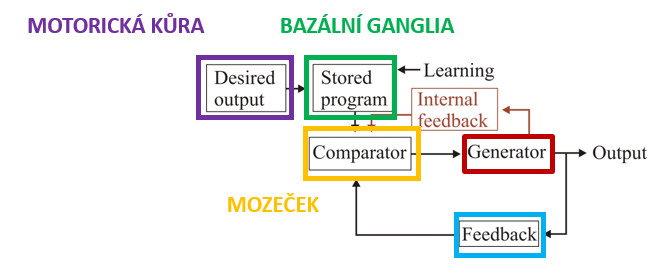 MOTORICKÁ KŮRA
BAZÁLNÍ GANGLIA
Desired
output
Stored
program
Learning
Internal
feedback
Comparator
Generator
Output
MOZEČEK
Feedback